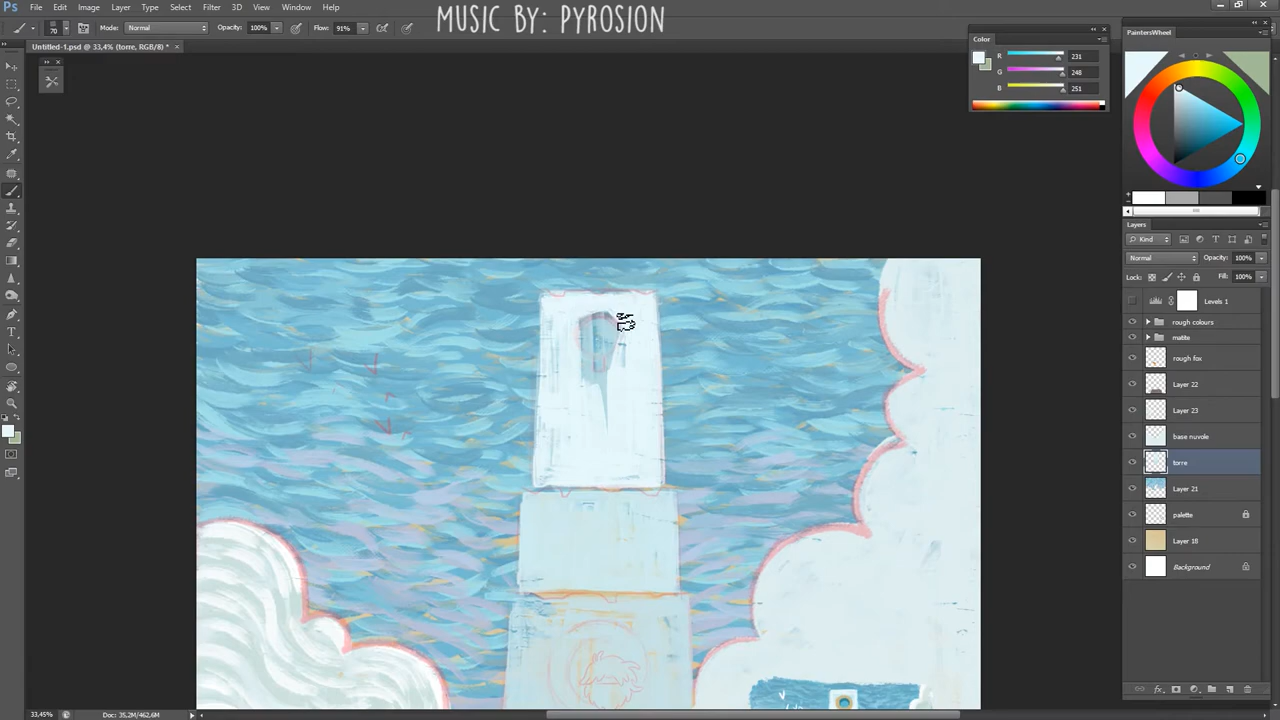 MUSIC BY: PYROSION
Ps
File Edit Image Layer Type Select Filter 3D View Window Help
70 Mode: Normal Opacity: 100% Flow: 91%
Untitled-1.psd @ 33,4% (torre, RGB/8) * ×
Color
R 231
G 248
B 251
PaintersWheel
Layers
Kind
Normal Opacity: 100%
Lock: Fill: 100%
Levels 1
rough colours
matite
rough fox
Layer 22
Layer 23
base nuvole
torre
Layer 21
palette
Layer 18
Background
33,45% Doc: 35,2M/462,6M